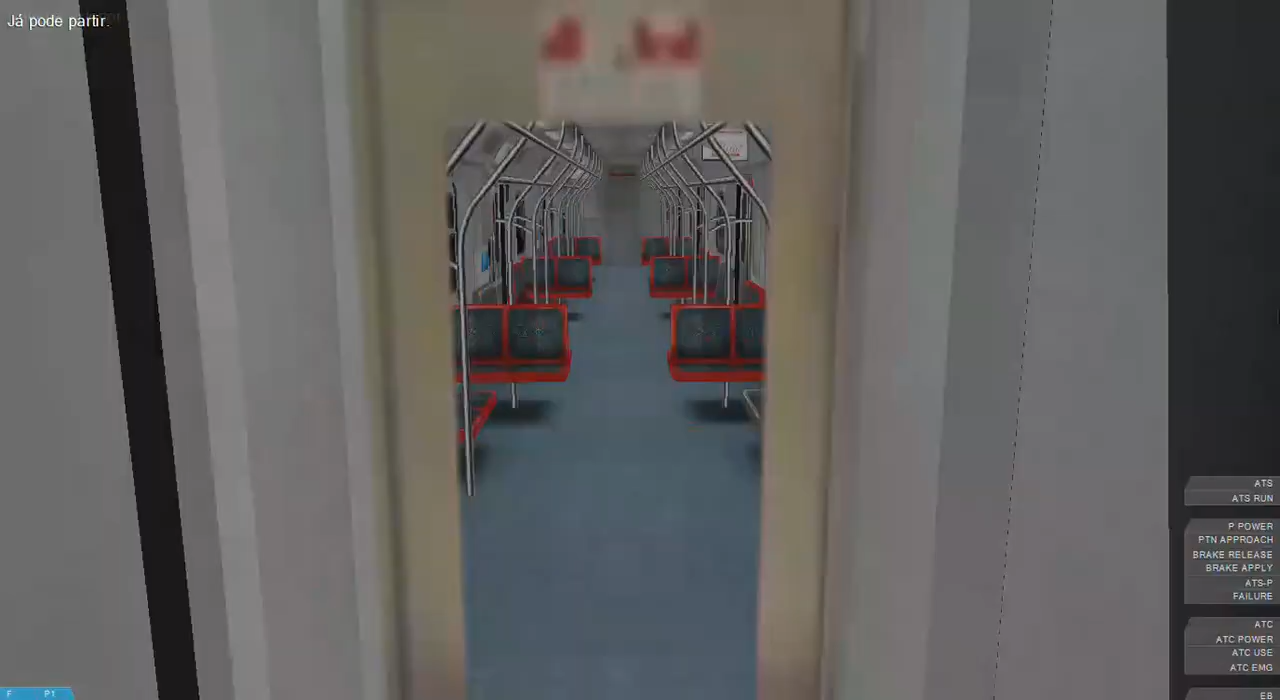 Já pode partir.
ATS
ATS RUN
P POWER
PTN APPROACH
BRAKE RELEASE
BRAKE APPLY
ATS-P
FAILURE
ATC
ATC POWER
ATC USE
ATC EMG
EB
F P1